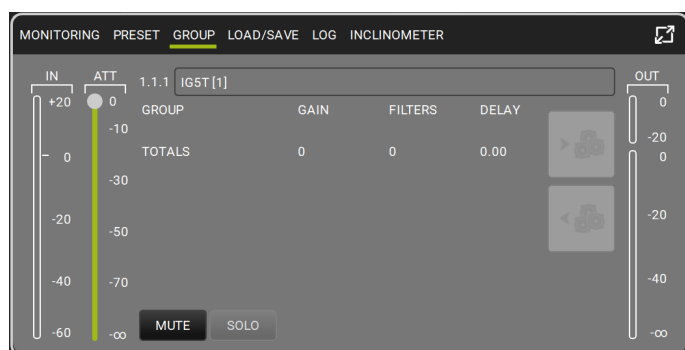 MONITORING PRESET GROUP LOAD/SAVE LOG INCLINOMETER
IN ATT 1.1.1 IG5T [1] OUT
+20 0 GROUP GAIN FILTERS DELAY 0
-10 -20
0 TOTALS 0 0 0.00 0
-30
-20 -50 -20
-40 -70 -40
-60 -∞ MUTE SOLO -∞